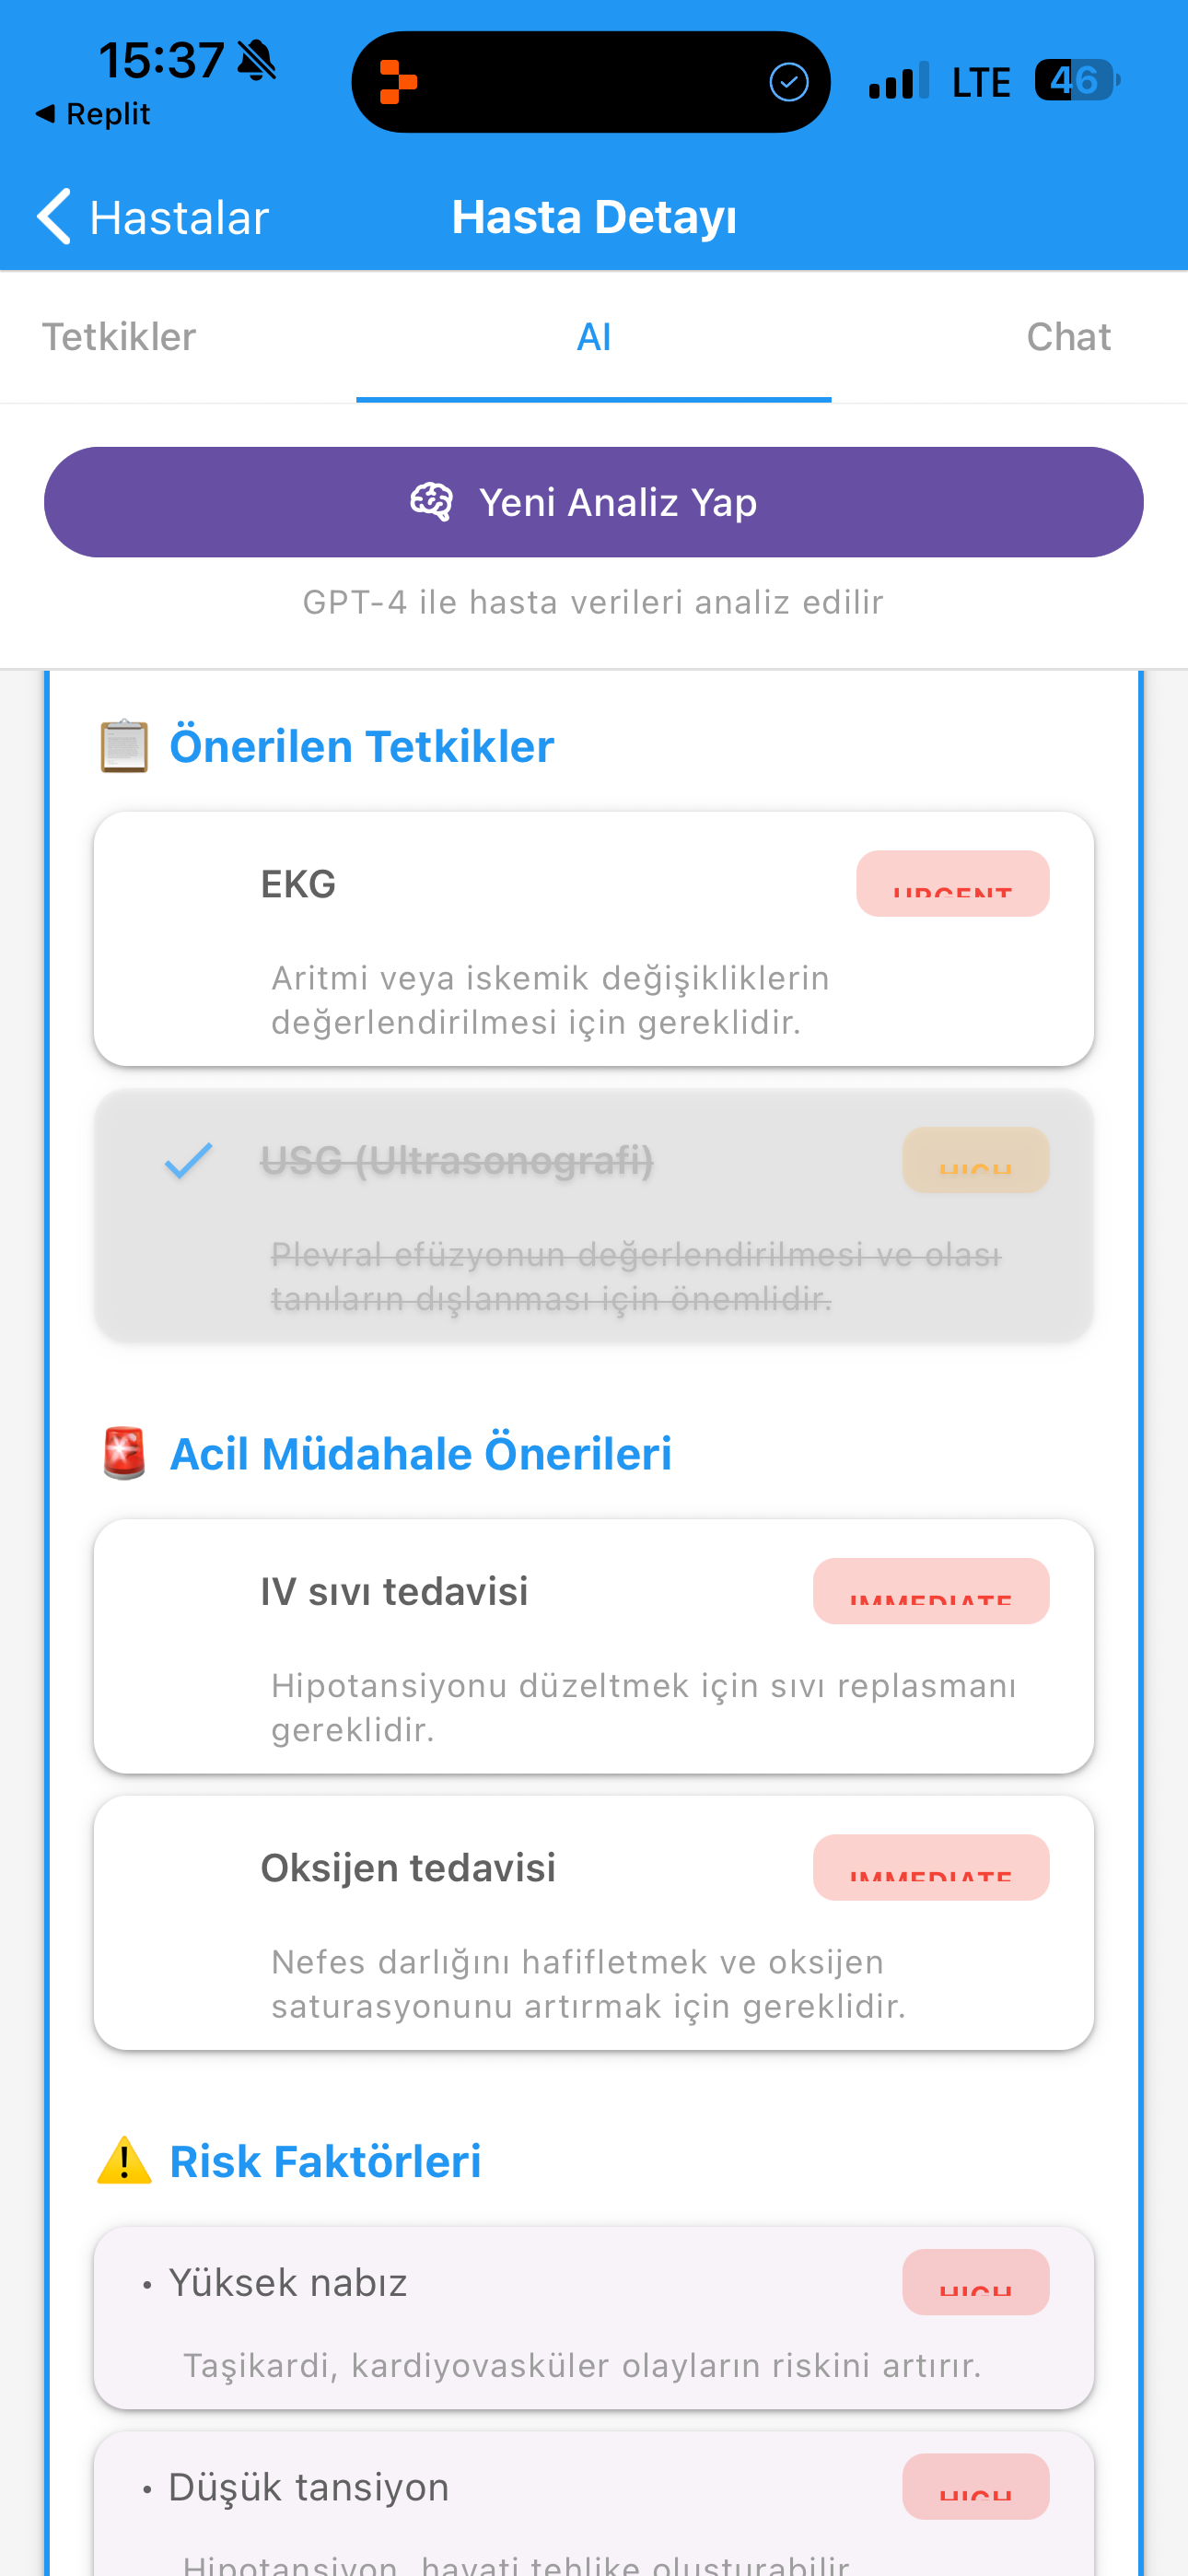 15:37
LTE
46
Replit
Hastalar
Hasta Detayı
Tetkikler
AI
Chat
Yeni Analiz Yap
GPT-4 ile hasta verileri analiz edilir
Önerilen Tetkikler
EKG
URGENT
Aritmi veya iskemik değişikliklerin
değerlendirilmesi için gereklidir.
USG (Ultrasonografi)
HIGH
Plevral efüzyonun değerlendirilmesi ve olası
tanıların dışlanması için önemlidir.
Acil Müdahale Önerileri
IV sıvı tedavisi
IMMEDIATE
Hipotansiyonu düzeltmek için sıvı replasmanı
gereklidir.
Oksijen tedavisi
IMMEDIATE
Nefes darlığını hafifletmek ve oksijen
saturasyonunu artırmak için gereklidir.
Risk Faktörleri
• Yüksek nabız
HIGH
Taşikardi, kardiyovasküler olayların riskini artırır.
• Düşük tansiyon
HIGH
Hipotansiyon, hayati tehlike oluşturabilir.